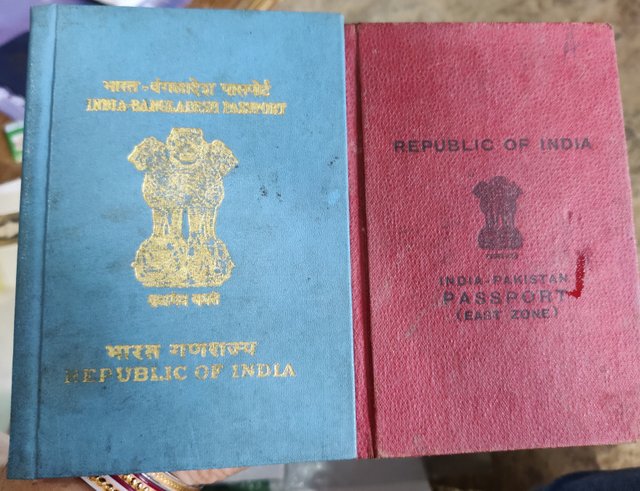 भारत-बंगलादेश पासपोर्ट
INDIA-BANGLADESH PASSPORT
सत्यमेव जयते
भारत गणराज्य
REPUBLIC OF INDIA
REPUBLIC OF INDIA
INDIA-PAKISTAN
PASSPORT
(EAST ZONE)